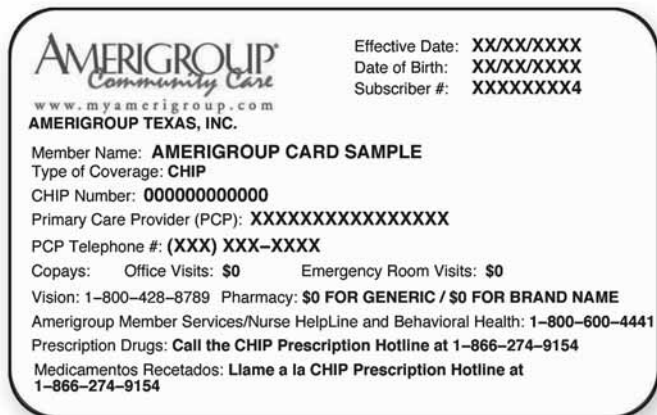 AMERIGROUP®
Community Care
www.myamerigroup.com
AMERIGROUP TEXAS, INC.
Effective Date: XX/XX/XXXX
Date of Birth: XX/XX/XXXX
Subscriber #: XXXXXXXX4
Member Name: AMERIGROUP CARD SAMPLE
Type of Coverage: CHIP
CHIP Number: 000000000000
Primary Care Provider (PCP): XXXXXXXXXXXXXXXX
PCP Telephone #: (XXX) XXX–XXXX
Copays: Office Visits: $0 Emergency Room Visits: $0
Vision: 1–800–428–8789 Pharmacy: $0 FOR GENERIC / $0 FOR BRAND NAME
Amerigroup Member Services/Nurse HelpLine and Behavioral Health: 1–800–600–4441
Prescription Drugs: Call the CHIP Prescription Hotline at 1–866–274–9154
Medicamentos Recetados: Llame a la CHIP Prescription Hotline at
1–866–274–9154